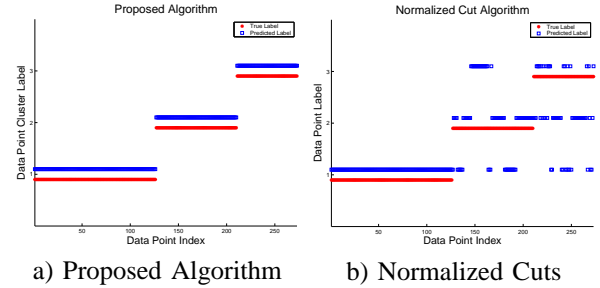 Proposed Algorithm
True Label
Predicted Label
Data Point Cluster Label
3
2
1
50
100
150
200
250
Data Point Index
a) Proposed Algorithm
Normalized Cut Algorithm
True Label
Predicted Label
Data Point Label
3
2
1
50
100
150
200
250
Data Point Index
b) Normalized Cuts